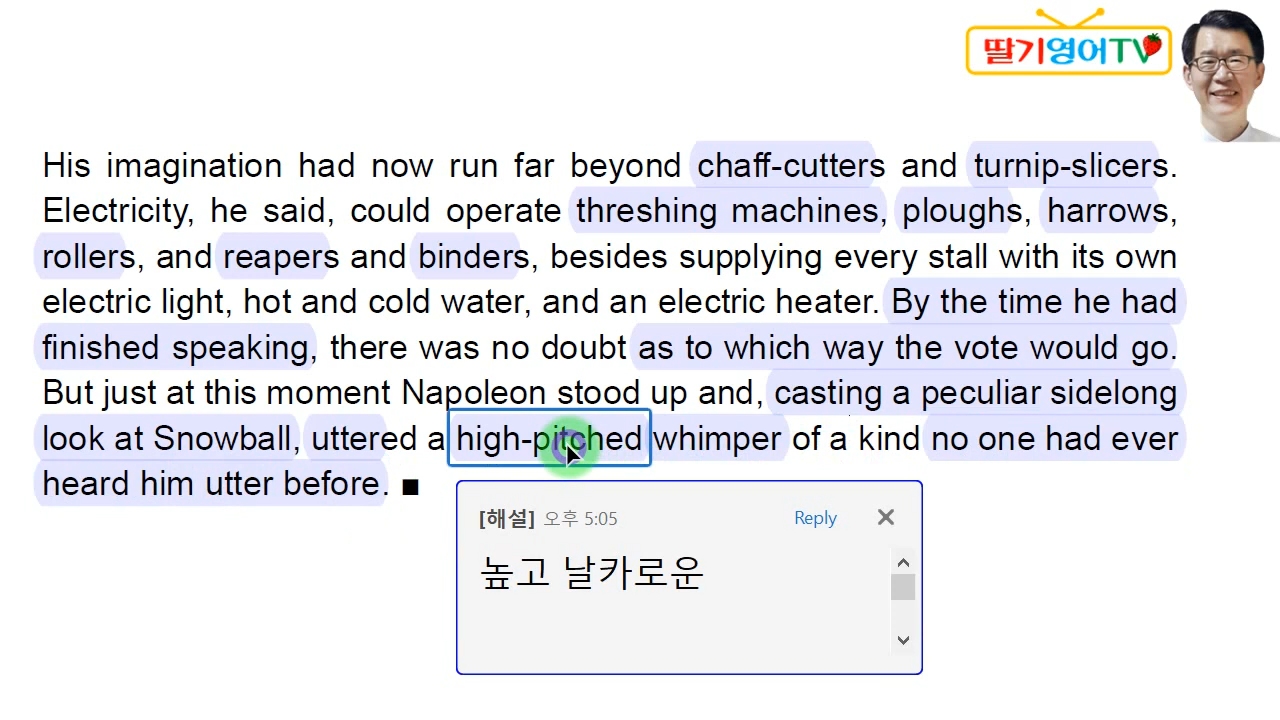 딸기영어TV
His imagination had now run far beyond chaff-cutters and turnip-slicers.
Electricity, he said, could operate threshing machines, ploughs, harrows,
rollers, and reapers and binders, besides supplying every stall with its own
electric light, hot and cold water, and an electric heater. By the time he had
finished speaking, there was no doubt as to which way the vote would go.
But just at this moment Napoleon stood up and, casting a peculiar sidelong
look at Snowball, uttered a high-pitched whimper of a kind no one had ever
heard him utter before. ■
[해설] 오후 5:05 Reply
높고 날카로운